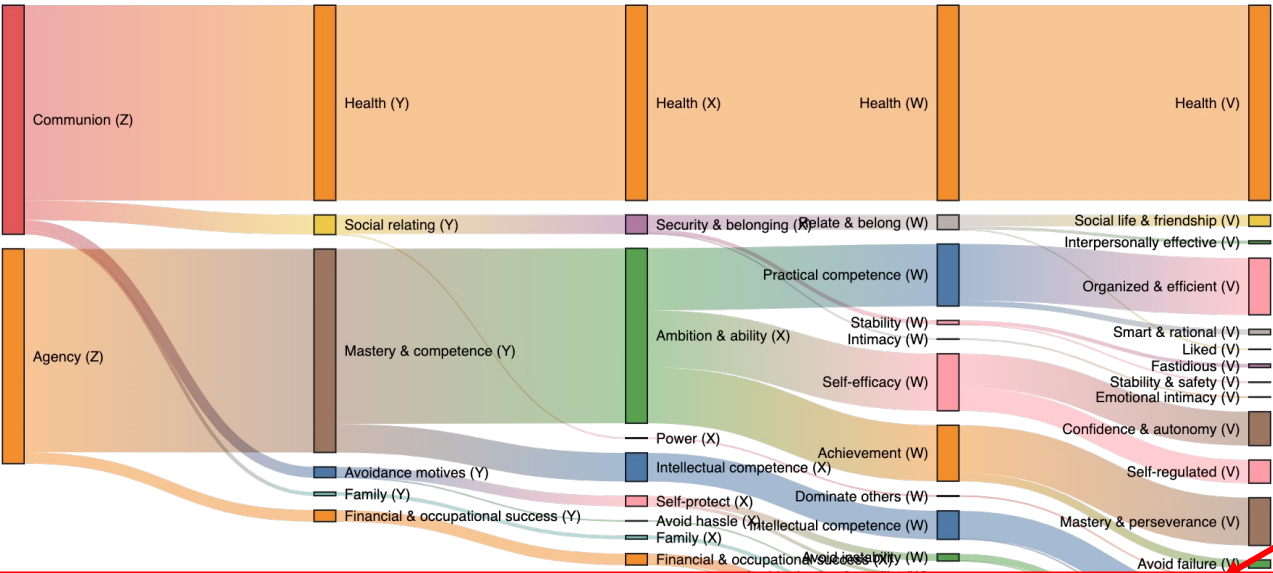 Communion (Z)
Agency (Z)
Health (Y)
Social relating (Y)
Mastery & competence (Y)
Avoidance motives (Y)
Family (Y)
Financial & occupational success (Y)
Health (X)
Security & belonging (X)
Ambition & ability (X)
Power (X)
Intellectual competence (X)
Self-protect (X)
Avoid hassle (X)
Family (X)
Financial & occupational success (X)
Health (W)
Relate & belong (W)
Practical competence (W)
Stability (W)
Intimacy (W)
Self-efficacy (W)
Achievement (W)
Dominate others (W)
Intellectual competence (W)
Avoid instability (W)
Health (V)
Social life & friendship (V)
Interpersonally effective (V)
Organized & efficient (V)
Smart & rational (V)
Liked (V)
Fastidious (V)
Stability & safety (V)
Emotional intimacy (V)
Confidence & autonomy (V)
Self-regulated (V)
Mastery & perseverance (V)
Avoid failure (V)